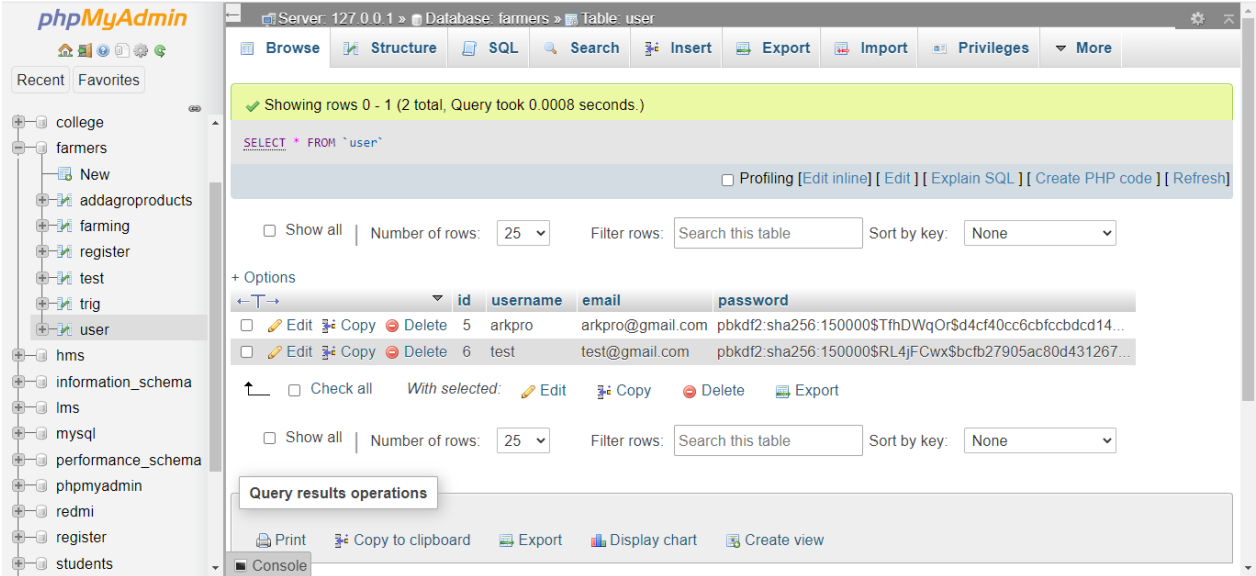 phpMyAdmin
Recent Favorites
college
farmers
New
addagroproducts
farming
register
test
trig
user
hms
information_schema
lms
mysql
performance_schema
phpmyadmin
redmi
register
students
Server: 127.0.0.1 » Database: farmers » Table: user
Browse Structure SQL Search Insert Export Import Privileges More
Showing rows 0 - 1 (2 total, Query took 0.0008 seconds.)
SELECT * FROM `user`
Profiling [Edit inline] [ Edit ] [ Explain SQL ] [ Create PHP code ] [ Refresh]
Show all | Number of rows: 25 Filter rows: Search this table Sort by key: None
+ Options
←T→ id username email password
Edit Copy Delete 5 arkpro arkpro@gmail.com pbkdf2:sha256:150000$TfhDWqOr$d4cf40cc6cbfccbdcd14...
Edit Copy Delete 6 test test@gmail.com pbkdf2:sha256:150000$RL4jFCwx$bcfb27905ac80d431267...
Check all With selected: Edit Copy Delete Export
Show all | Number of rows: 25 Filter rows: Search this table Sort by key: None
Query results operations
Print Copy to clipboard Export Display chart Create view
Console